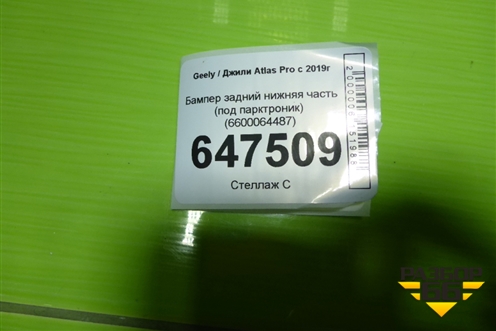 Geely / Джили Atlas Pro с 2019г
Бампер задний нижняя часть
(под парктроник)
(6600064487)
647509
Стеллаж С